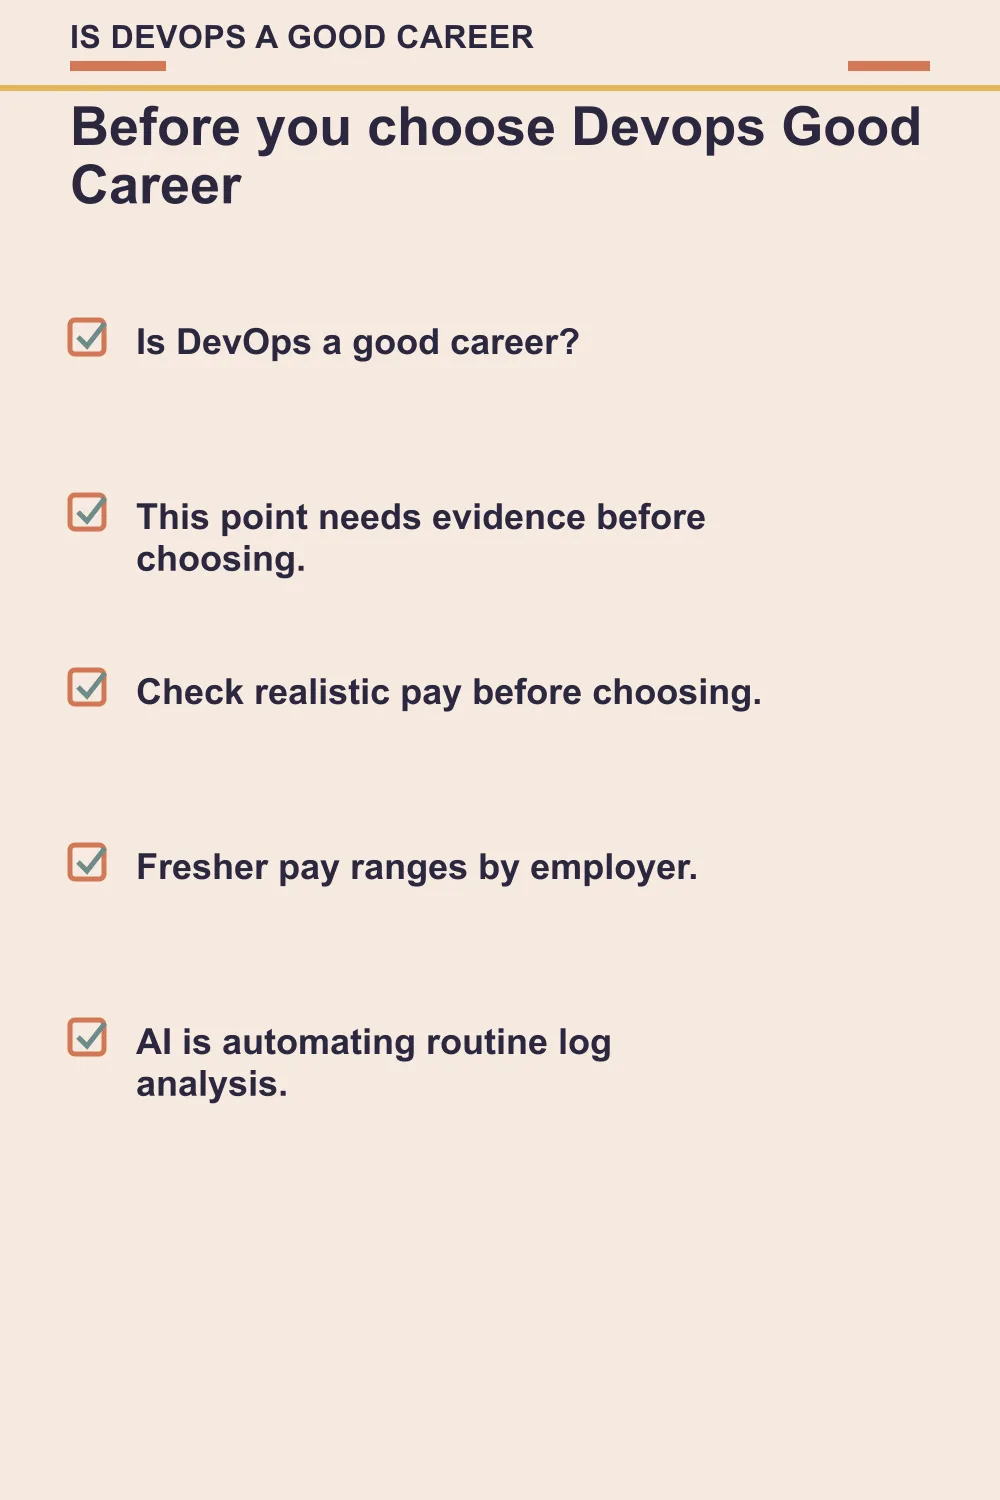 IS DEVOPS A GOOD CAREER
Before you choose Devops Good
Career
Is DevOps a good career?
This point needs evidence before
choosing.
Check realistic pay before choosing.
Fresher pay ranges by employer.
AI is automating routine log
analysis.